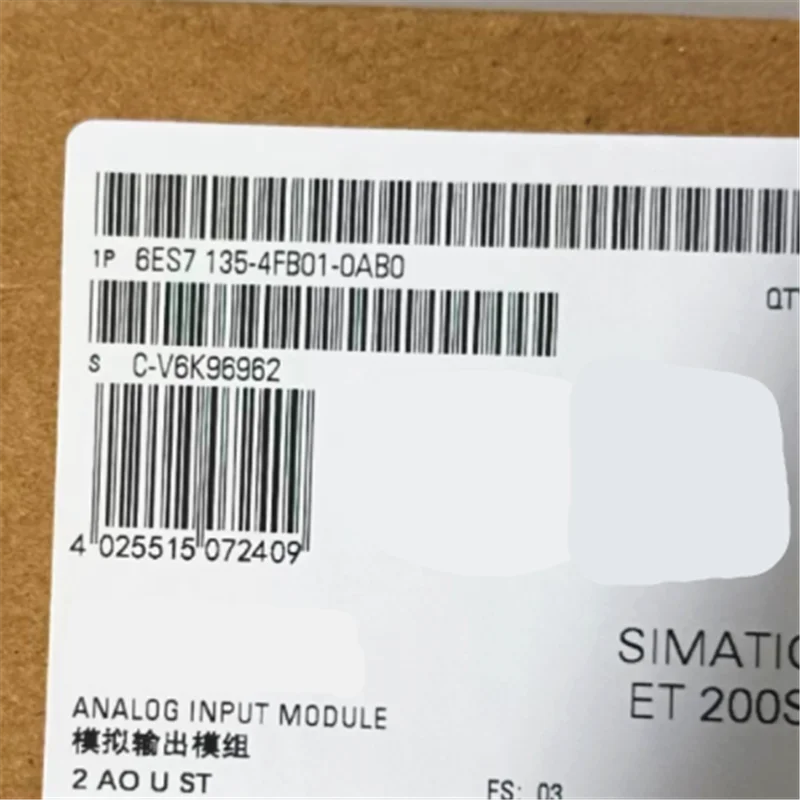 1P 6ES7 135-4FB01-0AB0
QT
S C-V6K96962
4 025515 072409
SIMATIC
ET 200S
ANALOG INPUT MODULE
模拟输出模组
2 AO U ST
FS: 03